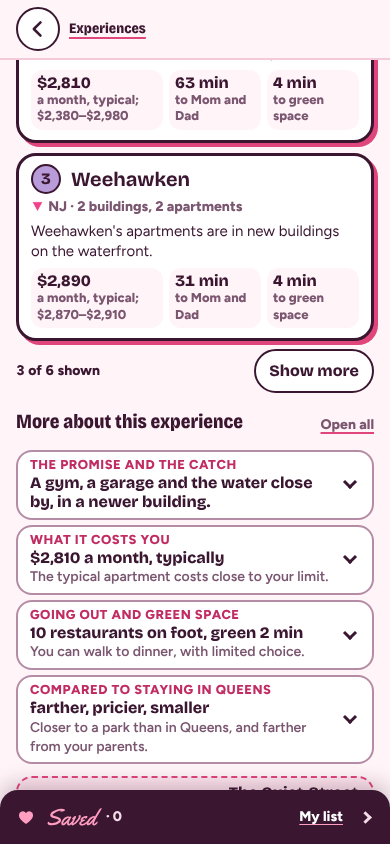 Experiences
$2,810
a month, typical;
$2,380–$2,980
63 min
to Mom and
Dad
4 min
to green
space
3
Weehawken
▼ NJ · 2 buildings, 2 apartments
Weehawken's apartments are in new buildings
on the waterfront.
$2,890
a month, typical;
$2,870–$2,910
31 min
to Mom and
Dad
4 min
to green
space
3 of 6 shown
Show more
More about this experience
Open all
THE PROMISE AND THE CATCH
A gym, a garage and the water close
by, in a newer building.
WHAT IT COSTS YOU
$2,810 a month, typically
The typical apartment costs close to your limit.
GOING OUT AND GREEN SPACE
10 restaurants on foot, green 2 min
You can walk to dinner, with limited choice.
COMPARED TO STAYING IN QUEENS
farther, pricier, smaller
Closer to a park than in Queens, and farther
from your parents.
Saved · 0
My list